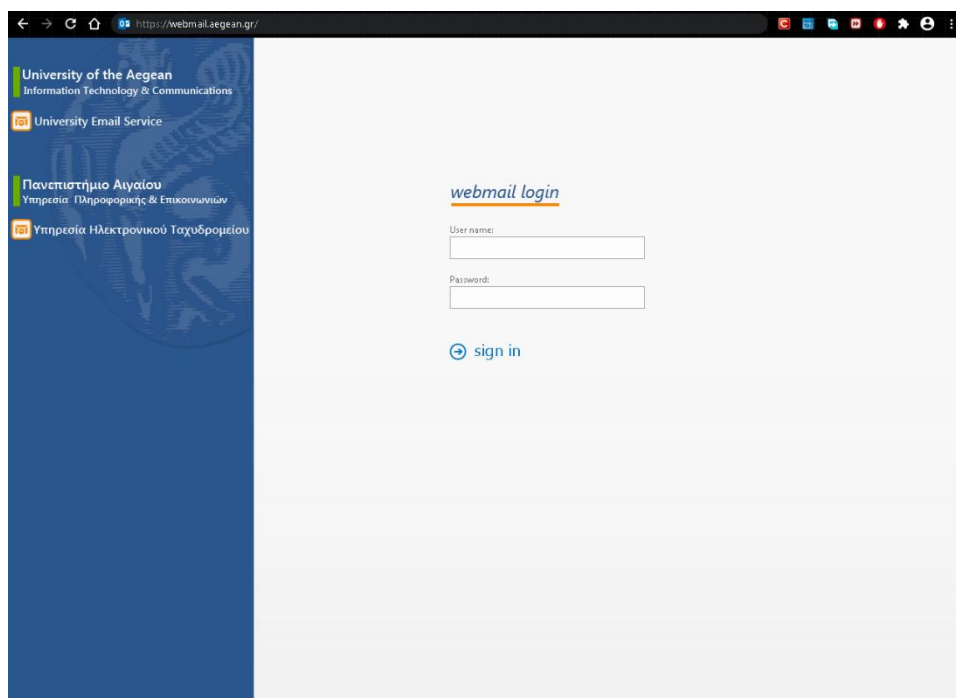 https://webmail.aegean.gr/
University of the Aegean
Information Technology & Communications
University Email Service
Πανεπιστήμιο Αιγαίου
Υπηρεσία Πληροφορικής & Επικοινωνιών
Υπηρεσία Ηλεκτρονικού Ταχυδρομείου
webmail login
User name:
Password:
sign in